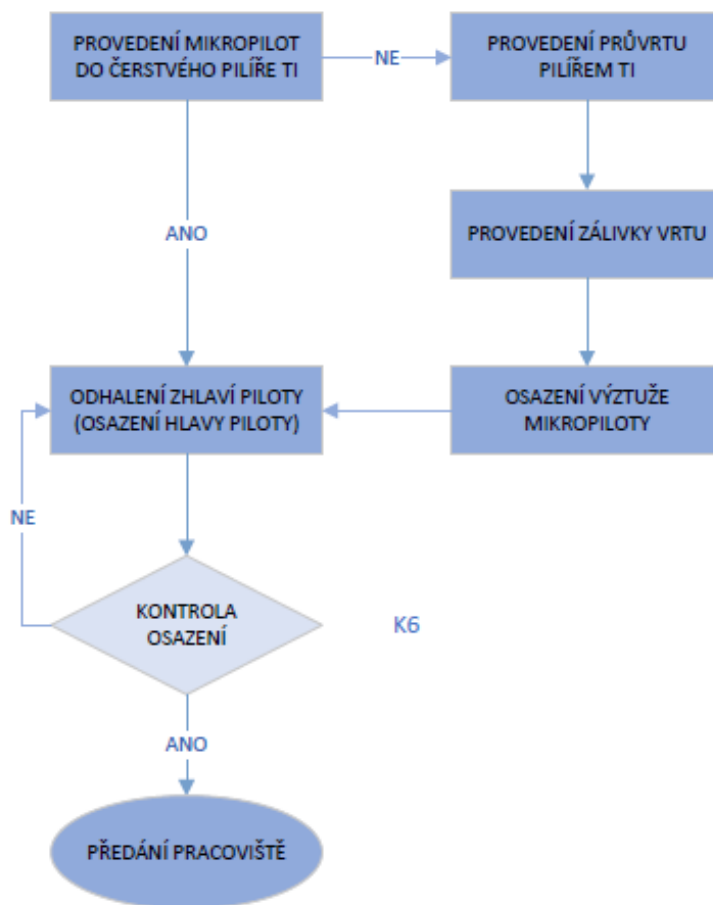 PROVEDENÍ MIKROPILOT
DO ČERSTVÉHO PILÍŘE TI
NE
PROVEDENÍ PRŮVRTU
PILÍŘEM TI
ANO
PROVEDENÍ ZÁLIVKY VRTU
ODHALENÍ ZHLAVÍ PILOTY
(OSAZENÍ HLAVY PILOTY)
OSAZENÍ VÝZTUŽE
MIKROPILOTY
NE
KONTROLA
OSAZENÍ
K6
ANO
PŘEDÁNÍ PRACOVIŠTĚ